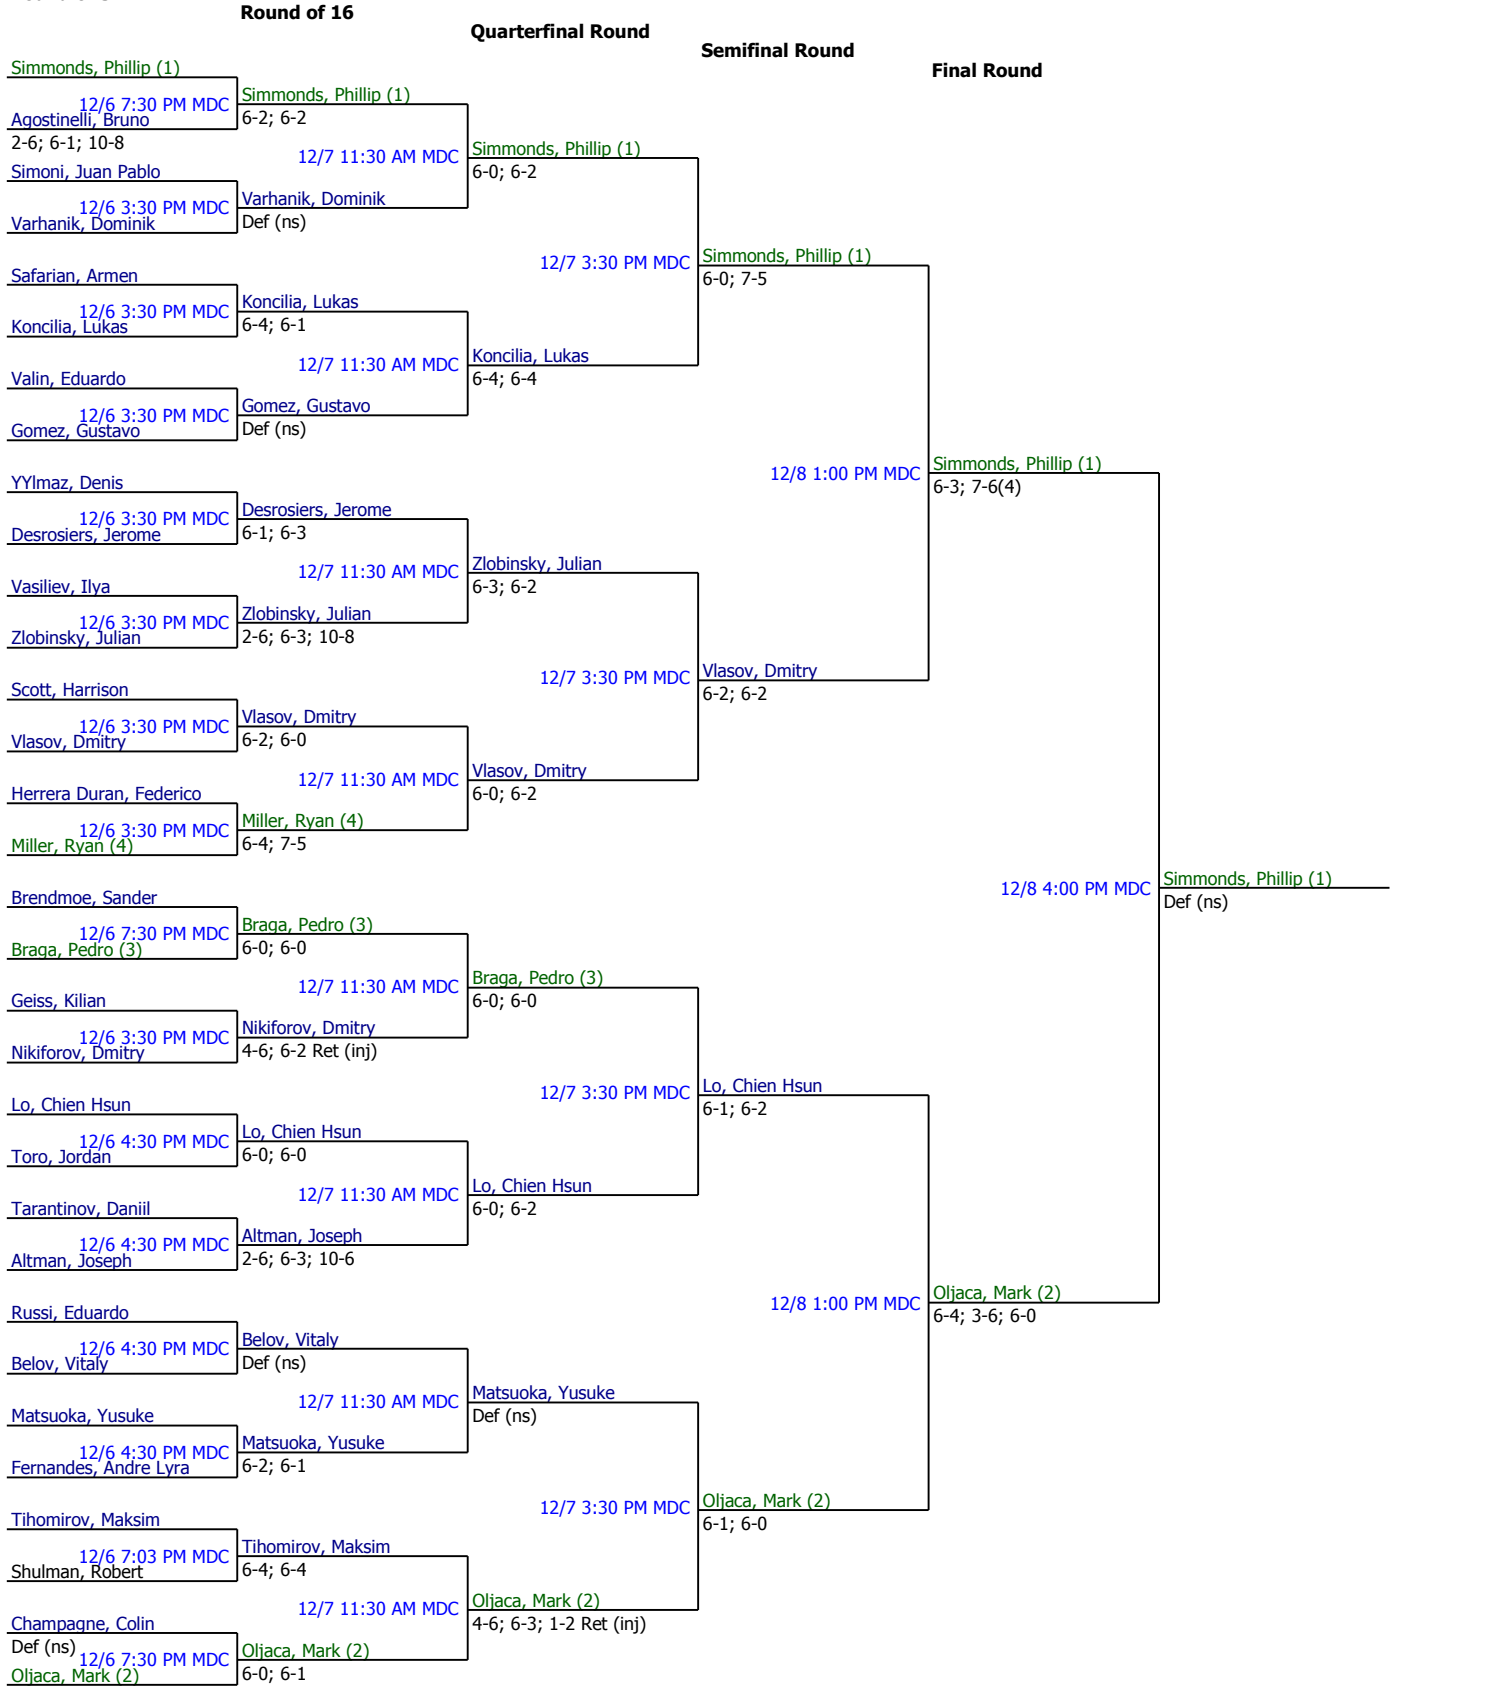 Round of 16
Quarterfinal Round
Semifinal Round
Final Round
Simmonds, Phillip (1)
12/6 7:30 PM MDC
Agostinelli, Bruno
2-6; 6-1; 10-8
Simmonds, Phillip (1)
6-2; 6-2
12/7 11:30 AM MDC
Simmonds, Phillip (1)
6-0; 6-2
Simoni, Juan Pablo
12/6 3:30 PM MDC
Varhanik, Dominik
Varhanik, Dominik
Def (ns)
12/7 3:30 PM MDC
Simmonds, Phillip (1)
6-0; 7-5
Safarian, Armen
12/6 3:30 PM MDC
Koncilia, Lukas
Koncilia, Lukas
6-4; 6-1
12/7 11:30 AM MDC
Koncilia, Lukas
6-4; 6-4
Valin, Eduardo
12/6 3:30 PM MDC
Gomez, Gustavo
Gomez, Gustavo
Def (ns)
12/8 1:00 PM MDC
Simmonds, Phillip (1)
6-3; 7-6(4)
YYlmaz, Denis
12/6 3:30 PM MDC
Desrosiers, Jerome
Desrosiers, Jerome
6-1; 6-3
12/7 11:30 AM MDC
Zlobinsky, Julian
6-3; 6-2
Vasiliev, Ilya
12/6 3:30 PM MDC
Zlobinsky, Julian
Zlobinsky, Julian
2-6; 6-3; 10-8
12/7 3:30 PM MDC
Vlasov, Dmitry
6-2; 6-2
Scott, Harrison
12/6 3:30 PM MDC
Vlasov, Dmitry
Vlasov, Dmitry
6-2; 6-0
12/7 11:30 AM MDC
Vlasov, Dmitry
6-0; 6-2
Herrera Duran, Federico
12/6 3:30 PM MDC
Miller, Ryan (4)
Miller, Ryan (4)
6-4; 7-5
12/8 4:00 PM MDC
Simmonds, Phillip (1)
Def (ns)
Brendmoe, Sander
12/6 7:30 PM MDC
Braga, Pedro (3)
Braga, Pedro (3)
6-0; 6-0
12/7 11:30 AM MDC
Braga, Pedro (3)
6-0; 6-0
Geiss, Kilian
12/6 3:30 PM MDC
Nikiforov, Dmitry
Nikiforov, Dmitry
4-6; 6-2 Ret (inj)
12/7 3:30 PM MDC
Lo, Chien Hsun
6-1; 6-2
Lo, Chien Hsun
12/6 4:30 PM MDC
Toro, Jordan
Lo, Chien Hsun
6-0; 6-0
12/7 11:30 AM MDC
Lo, Chien Hsun
6-0; 6-2
Tarantinov, Daniil
12/6 4:30 PM MDC
Altman, Joseph
Altman, Joseph
2-6; 6-3; 10-6
12/8 1:00 PM MDC
Oljaca, Mark (2)
6-4; 3-6; 6-0
Russi, Eduardo
12/6 4:30 PM MDC
Belov, Vitaly
Belov, Vitaly
Def (ns)
12/7 11:30 AM MDC
Matsuoka, Yusuke
Def (ns)
Matsuoka, Yusuke
12/6 4:30 PM MDC
Fernandes, Andre Lyra
Matsuoka, Yusuke
6-2; 6-1
12/7 3:30 PM MDC
Oljaca, Mark (2)
6-1; 6-0
Tihomirov, Maksim
12/6 7:03 PM MDC
Shulman, Robert
Tihomirov, Maksim
6-4; 6-4
12/7 11:30 AM MDC
Oljaca, Mark (2)
4-6; 6-3; 1-2 Ret (inj)
Champagne, Colin
Def (ns)
12/6 7:30 PM MDC
Oljaca, Mark (2)
Oljaca, Mark (2)
6-0; 6-1